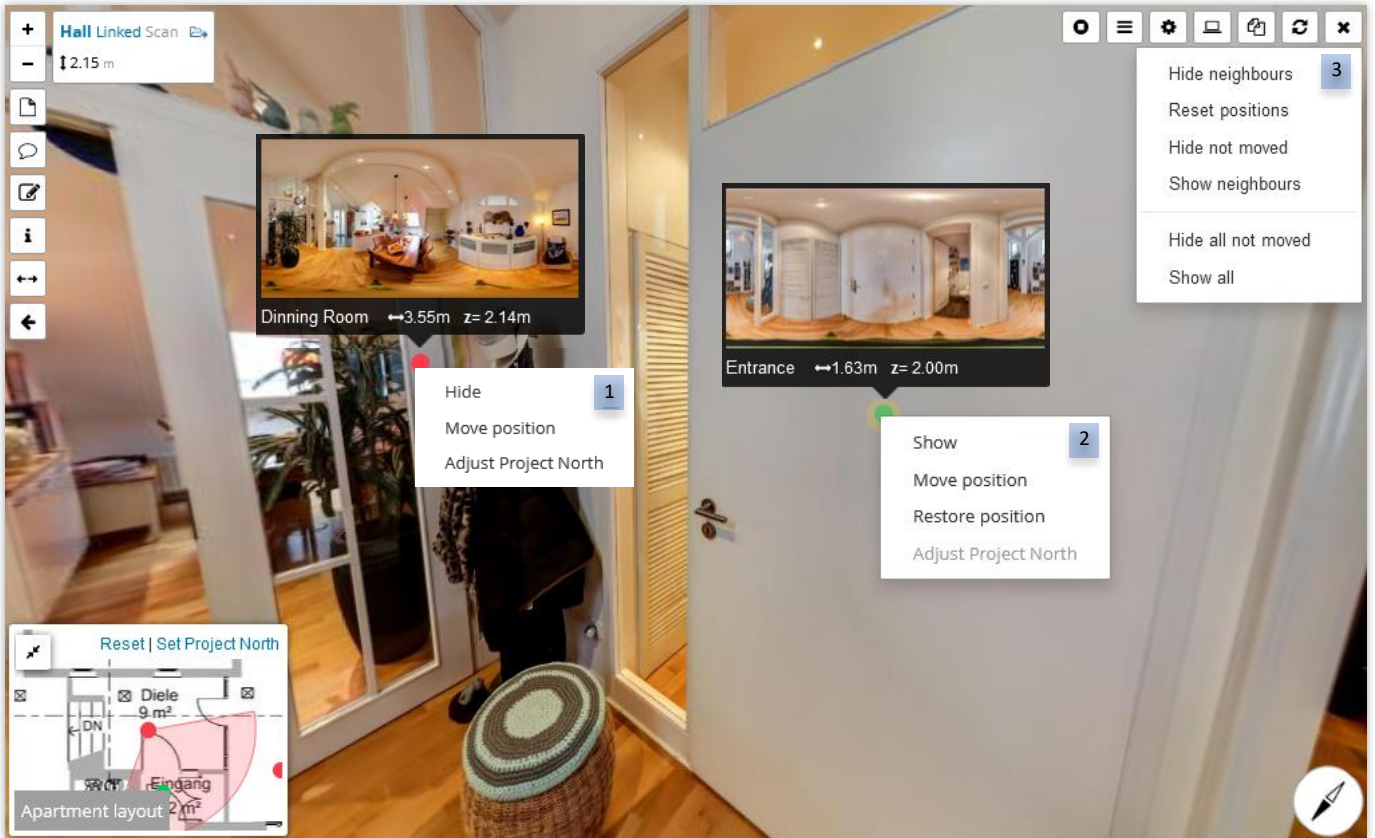 Hall Linked Scan
2.15 m
Hide neighbours
3
Reset positions
Hide not moved
Show neighbours
Hide all not moved
Show all
Dinning Room ↔3.55m z= 2.14m
Hide
1
Move position
Adjust Project North
Entrance ↔1.63m z= 2.00m
Show
2
Move position
Restore position
Adjust Project North
Reset | Set Project North
Diele
9 m²
DN
Eingang
2 m²
Apartment layout